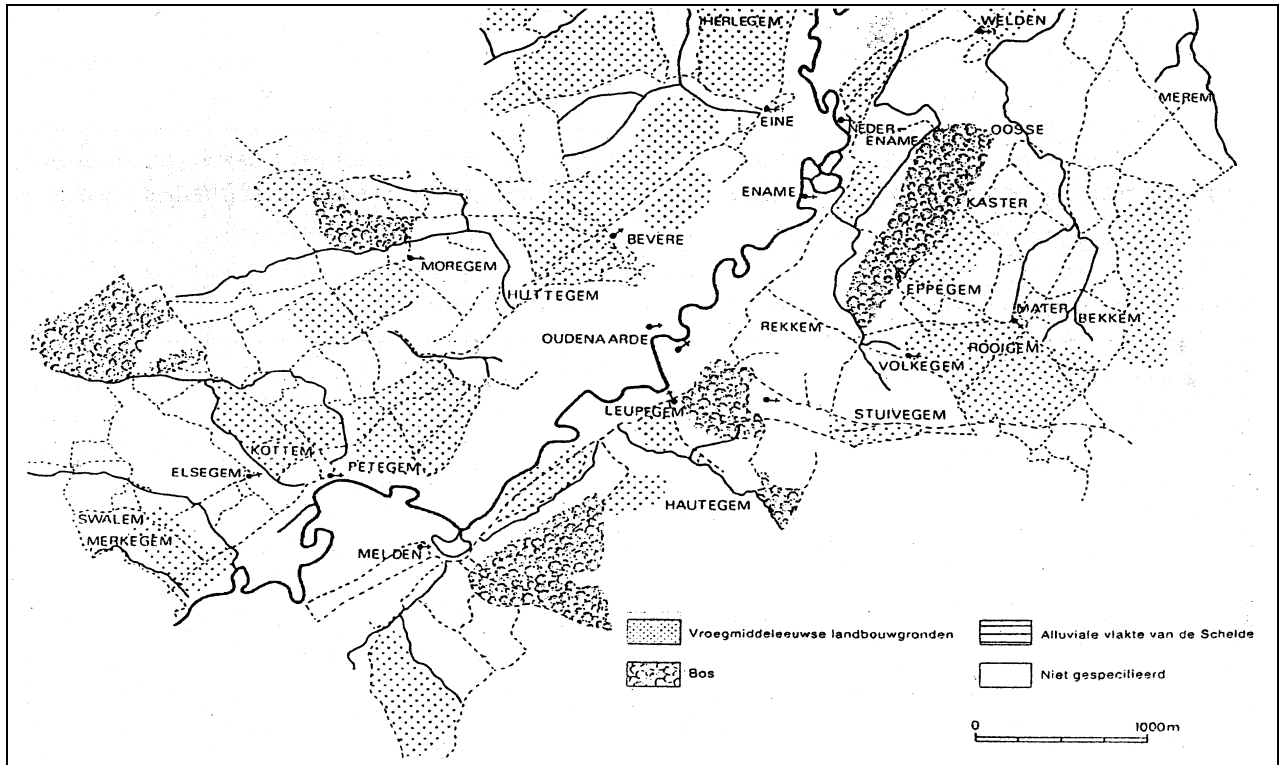 HERLEGEM
WELDEN
MEREM
EINE
NEDER-
ENAME
OOSSE
ENAME
KASTER
BEVERE
MOREGEM
HUTTEGEM
EPPEGEM
MATER
BEKKEM
REKKEM
OUDENAARDE
ROOIGEM
VOLKEGEM
LEUPEGEM
STUIVEGEM
KOTTEM
ELSEGEM
PETEGEM
HAUTEGEM
SWALEM
MERKEGEM
MELDEN
Vroegmiddeleeuwse landbouwgronden
Alluviale vlakte van de Schelde
Bos
Niet gespecifieerd
0 1000m